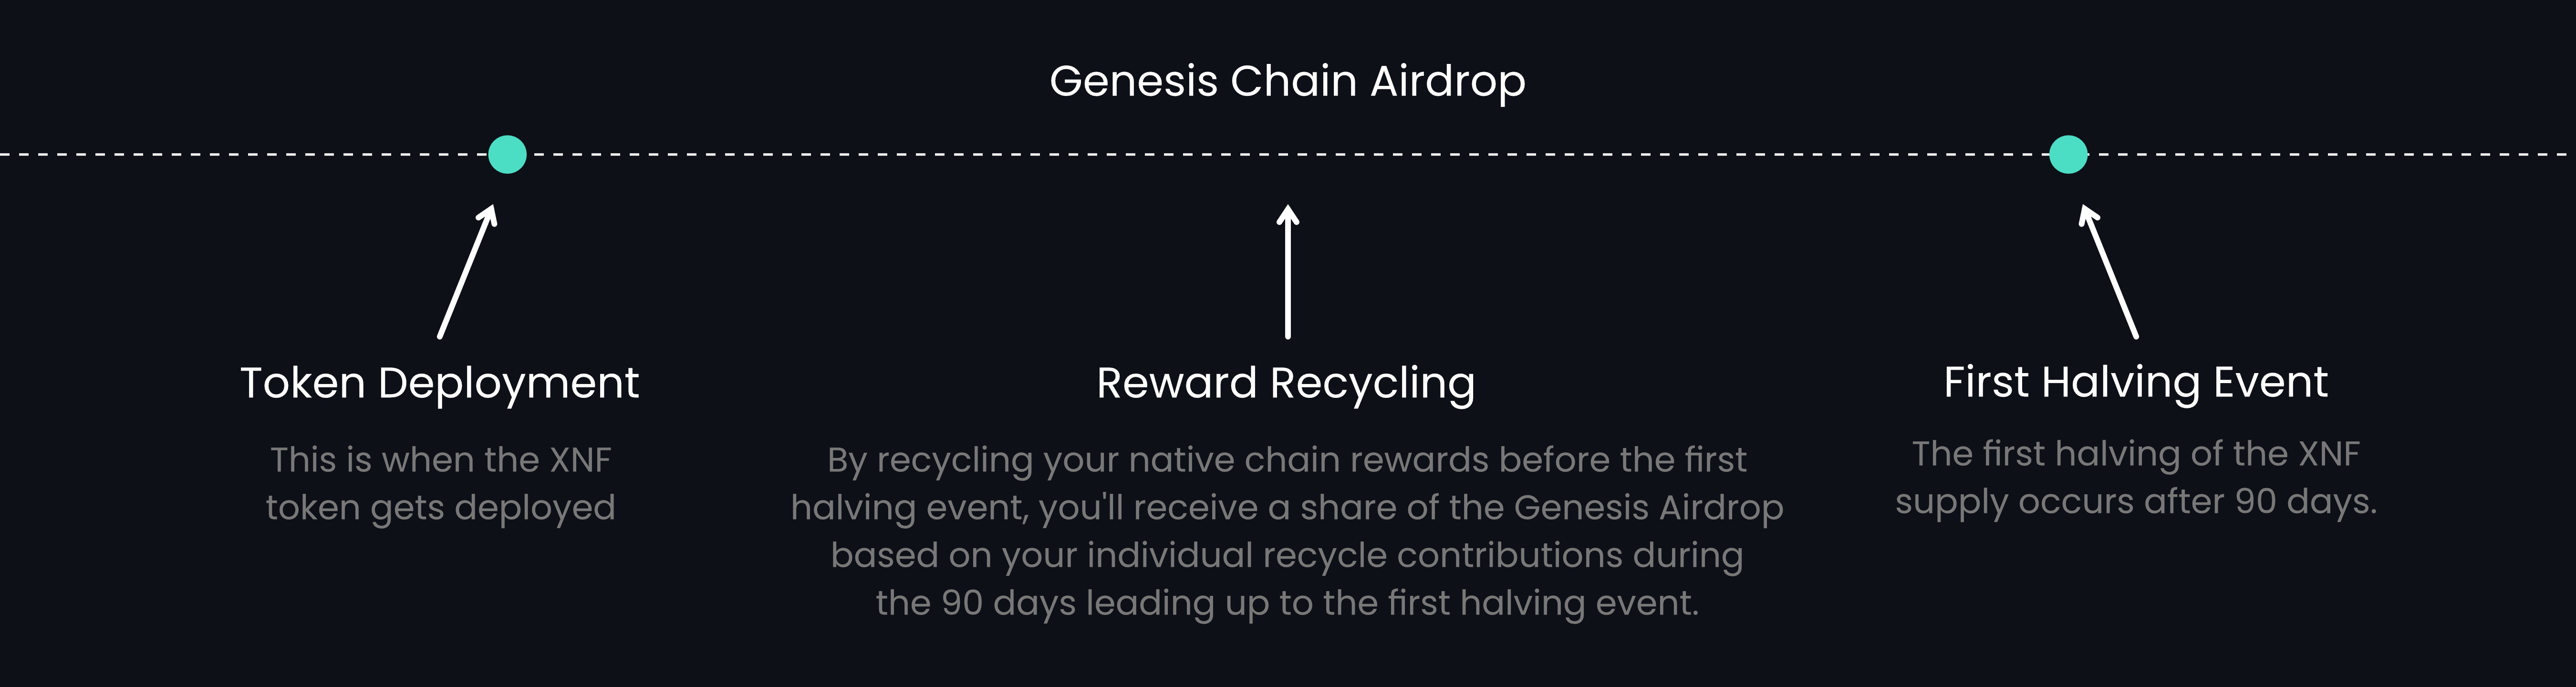 Genesis Chain Airdrop
Token Deployment
This is when the XNF
token gets deployed
Reward Recycling
By recycling your native chain rewards before the first
halving event, you'll receive a share of the Genesis Airdrop
based on your individual recycle contributions during
the 90 days leading up to the first halving event.
First Halving Event
The first halving of the XNF
supply occurs after 90 days.